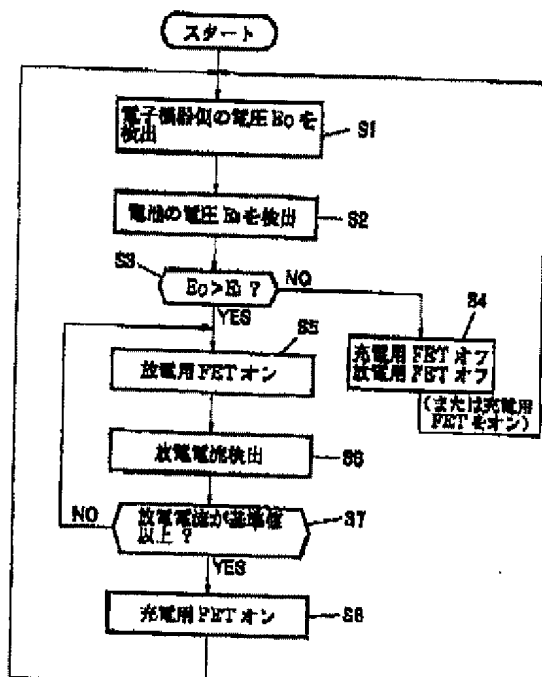 スタート
電子機器側の電圧 E0 を
検出
S1
電池の電圧 Ei を検出
S2
S3
E0>Ei ?
NO
YES
S4
充電用 FET オフ
放電用 FET オフ
(または充電用
FET をオン)
S5
放電用 FET オン
放電電流検出
S6
放電電流が基準値
以上 ?
S7
NO
YES
充電用 FET オン
S8